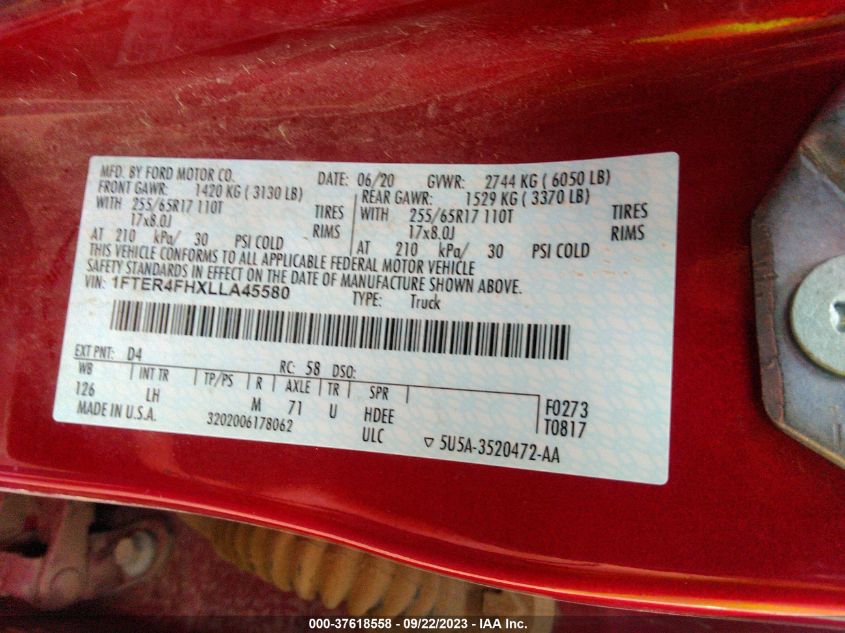 MFD. BY FORD MOTOR CO. DATE: 06/20 GVWR: 2744 KG ( 6050 LB)
FRONT GAWR: 1420 KG ( 3130 LB) REAR GAWR: 1529 KG ( 3370 LB)
WITH 255/65R17 110T TIRES WITH 255/65R17 110T TIRES
17x8.0J RIMS 17x8.0J RIMS
AT 210 kPa/ 30 PSI COLD AT 210 kPa/ 30 PSI COLD
THIS VEHICLE CONFORMS TO ALL APPLICABLE FEDERAL MOTOR VEHICLE
SAFETY STANDARDS IN EFFECT ON THE DATE OF MANUFACTURE SHOWN ABOVE.
VIN: 1FTER4FHXLLA45580 TYPE: Truck
EXT PNT: D4 RC: 58 DSO:
WB INT TR TP/PS R AXLE TR SPR
126 LH M 71 U HDEE F0273
MADE IN U.S.A. 3202006178062 ULC T0817
▽ 5U5A-3520472-AA
000-37618558 - 09/22/2023 - IAA Inc.